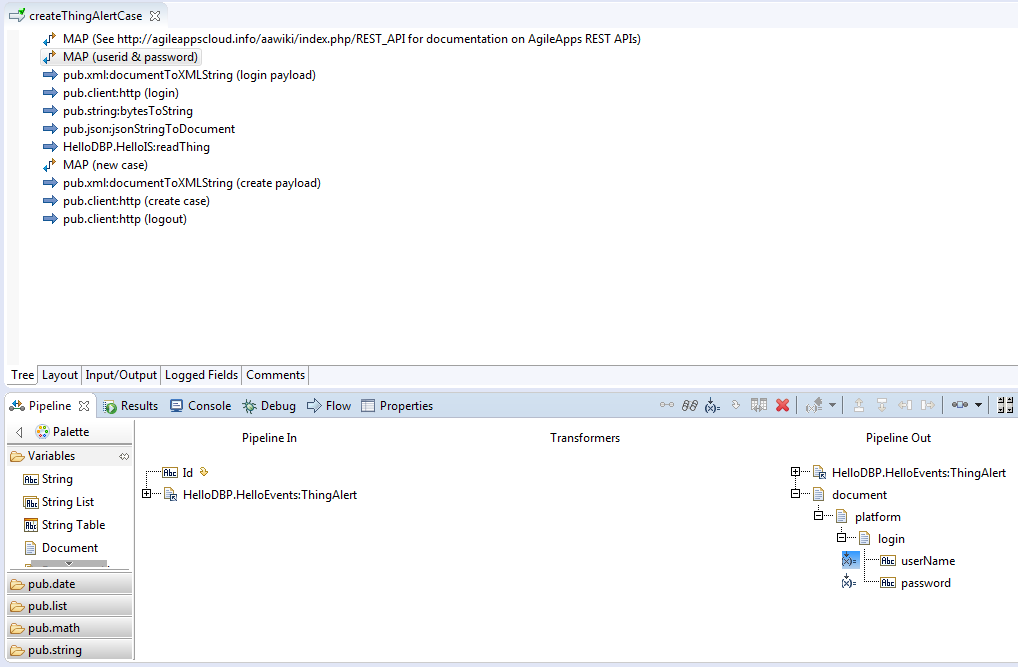 createThingAlertCase
MAP (See http://agileappscloud.info/aawiki/index.php/REST_API for documentation on AgileApps REST APIs)
MAP (userid & password)
pub.xml:documentToXMLString (login payload)
pub.client:http (login)
pub.string:bytesToString
pub.json:jsonStringToDocument
HelloDBP.HelloIS:readThing
MAP (new case)
pub.xml:documentToXMLString (create payload)
pub.client:http (create case)
pub.client:http (logout)
Tree Layout Input/Output Logged Fields Comments
Pipeline Results Console Debug Flow Properties
Palette
Variables
String
String List
String Table
Document
pub.date
pub.list
pub.math
pub.string
Pipeline In Transformers Pipeline Out
Abc Id
HelloDBP.HelloEvents:ThingAlert
HelloDBP.HelloEvents:ThingAlert
document
platform
login
Abc userName
Abc password